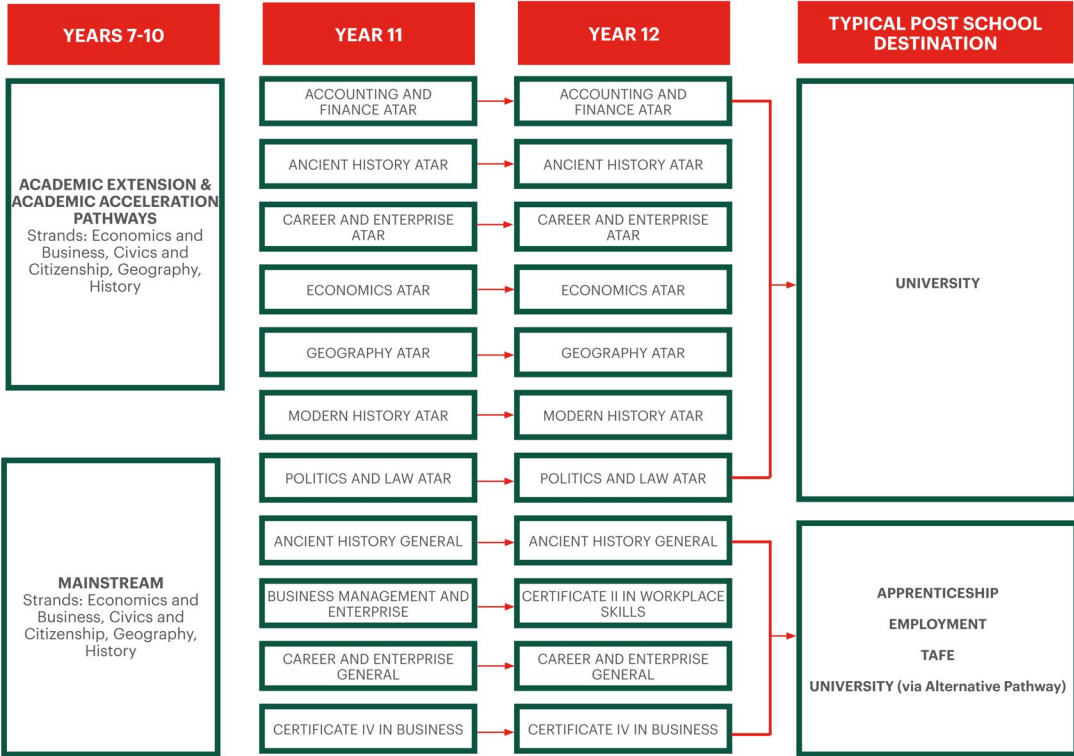 YEARS 7-10
YEAR 11
YEAR 12
TYPICAL POST SCHOOL
DESTINATION
ACADEMIC EXTENSION &
ACADEMIC ACCELERATION
PATHWAYS
Strands: Economics and
Business, Civics and
Citizenship, Geography,
History
MAINSTREAM
Strands: Economics and
Business, Civics and
Citizenship, Geography,
History
ACCOUNTING AND
FINANCE ATAR
ACCOUNTING AND
FINANCE ATAR
ANCIENT HISTORY ATAR
ANCIENT HISTORY ATAR
CAREER AND ENTERPRISE
ATAR
CAREER AND ENTERPRISE
ATAR
ECONOMICS ATAR
ECONOMICS ATAR
GEOGRAPHY ATAR
GEOGRAPHY ATAR
MODERN HISTORY ATAR
MODERN HISTORY ATAR
POLITICS AND LAW ATAR
POLITICS AND LAW ATAR
ANCIENT HISTORY GENERAL
ANCIENT HISTORY GENERAL
BUSINESS MANAGEMENT AND
ENTERPRISE
CERTIFICATE II IN WORKPLACE
SKILLS
CAREER AND ENTERPRISE
GENERAL
CAREER AND ENTERPRISE
GENERAL
CERTIFICATE IV IN BUSINESS
CERTIFICATE IV IN BUSINESS
UNIVERSITY
APPRENTICESHIP
EMPLOYMENT
TAFE
UNIVERSITY (via Alternative Pathway)